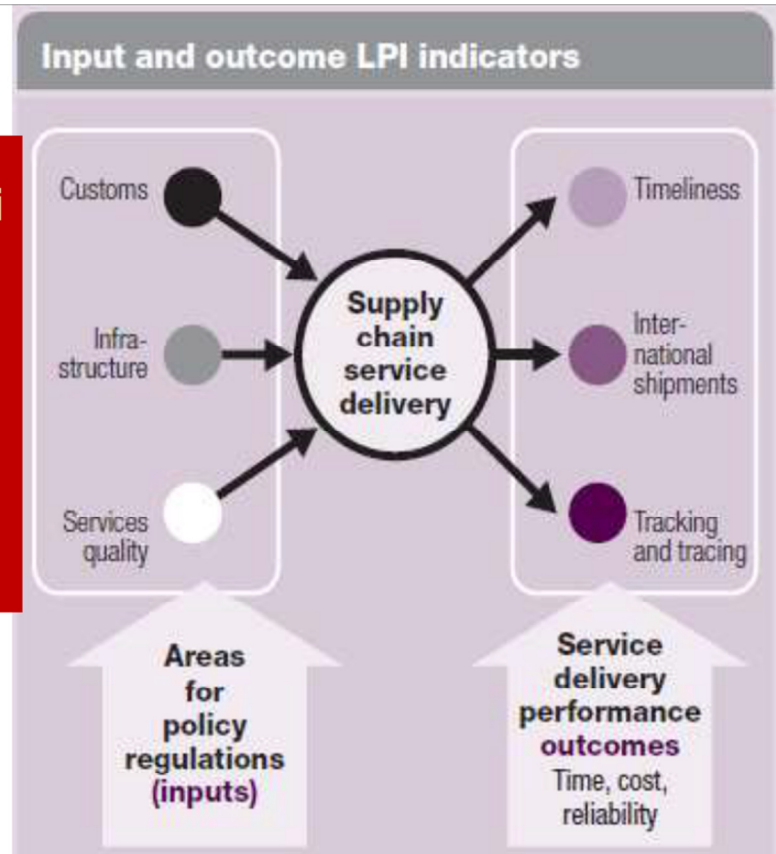 Input and outcome LPI indicators
Customs
Infra-
structure
Services
quality
Supply
chain
service
delivery
Timeliness
Inter-
national
shipments
Tracking
and tracing
Areas
for
policy
regulations
(inputs)
Service
delivery
performance
outcomes
Time, cost,
reliability